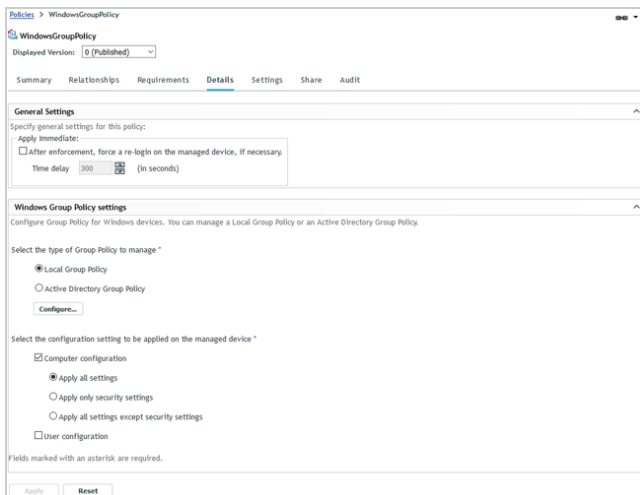 Policies > WindowsGroupPolicy
WindowsGroupPolicy
Displayed Version: 0 (Published)
Summary Relationships Requirements Details Settings Share Audit
General Settings
Specify general settings for this policy:
Apply Immediate:
After enforcement, force a re-login on the managed device, if necessary.
Time delay 300 (in seconds)
Windows Group Policy settings
Configure Group Policy for Windows devices. You can manage a Local Group Policy or an Active Directory Group Policy.
Select the type of Group Policy to manage *
Local Group Policy
Active Directory Group Policy
Configure...
Select the configuration setting to be applied on the managed device *
Computer configuration
Apply all settings
Apply only security settings
Apply all settings except security settings
User configuration
Fields marked with an asterisk are required.
Apply Reset